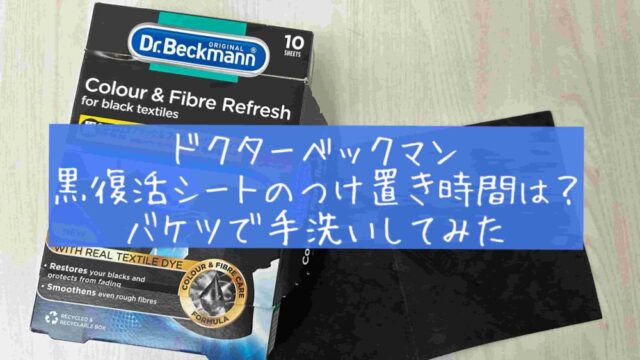 ORIGINAL
Dr.Beckmann
10
SHEETS
Colour & Fibre Refresh
for black textiles
ドクターベックマン
黒復活シートのつけ置き時間は?
バケツで手洗いしてみた
NEW
WITH REAL TEXTILE DYE
• Restores your blacks and
protects from fading
• Smoothens even rough fibres
COLOUR & FIBRE CARE
FORMULA
RECYCLED &
RECYCLABLE BOX